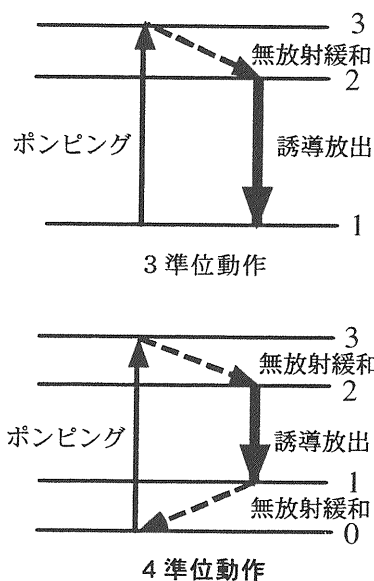 3
無放射緩和
2
ポンピング
誘導放出
1
3準位動作
3
無放射緩和
2
ポンピング
誘導放出
1
無放射緩和
0
4準位動作